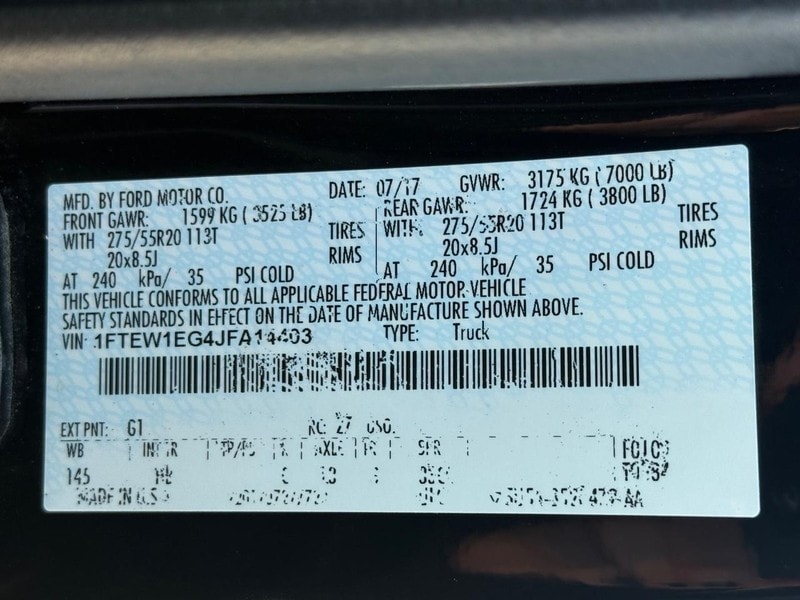 MFD. BY FORD MOTOR CO. DATE: 07/17 GVWR: 3175 KG ( 7000 LB)
FRONT GAWR: 1599 KG ( 3525 LB) REAR GAWR: 1724 KG ( 3800 LB)
WITH 275/55R20 113T TIRES WITH 275/55R20 113T TIRES
20x8.5J RIMS 20x8.5J RIMS
AT 240 kPa/ 35 PSI COLD AT 240 kPa/ 35 PSI COLD
THIS VEHICLE CONFORMS TO ALL APPLICABLE FEDERAL MOTOR VEHICLE
SAFETY STANDARDS IN EFFECT ON THE DATE OF MANUFACTURE SHOWN ABOVE.
VIN: 1FTEW1EG4JFA14403 TYPE: Truck
EXT PNT: G1 RC: 27 DSO:
WB AXLE SPR
145
MADE IN U.S.A